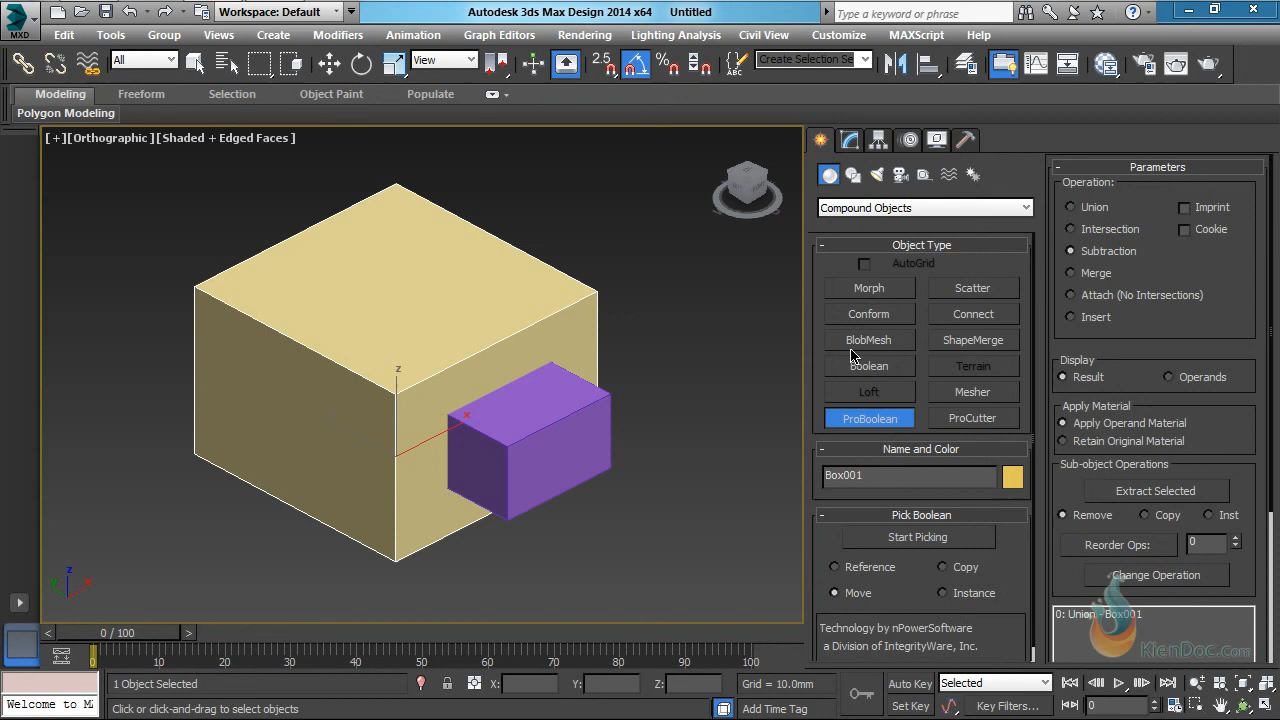 Workspace: Default
Autodesk 3ds Max Design 2014 x64 Untitled
Type a keyword or phrase
MXD
Edit Tools Group Views Create Modifiers Animation Graph Editors Rendering Lighting Analysis Civil View Customize MAXScript Help
All View 2.5 Create Selection Se
Modeling Freeform Selection Object Paint Populate
Polygon Modeling
[+][Orthographic][Shaded + Edged Faces]
Compound Objects
- Object Type
AutoGrid
Morph Scatter
Conform Connect
BlobMesh ShapeMerge
Boolean Terrain
Loft Mesher
ProBoolean ProCutter
- Name and Color
Box001
- Pick Boolean
Start Picking
Reference Copy
Move Instance
Technology by nPowerSoftware
a Division of IntegrityWare, Inc.
- Parameters
Operation:
Union Imprint
Intersection Cookie
Subtraction
Merge
Attach (No Intersections)
Insert
Display
Result Operands
Apply Material
Apply Operand Material
Retain Original Material
Sub-object Operations
Extract Selected
Remove Copy Inst
Reorder Ops: 0
Change Operation
0: Union - Box001
KienDoc.Com
z
x
z
y x
< 0 / 100 >
0 10 20 30 40 50 60 70 80 90 100
1 Object Selected X: Y: Z: Grid = 10.0mm Auto Key Selected
Welcome to M
Click or click-and-drag to select objects Add Time Tag Set Key Key Filters... 0